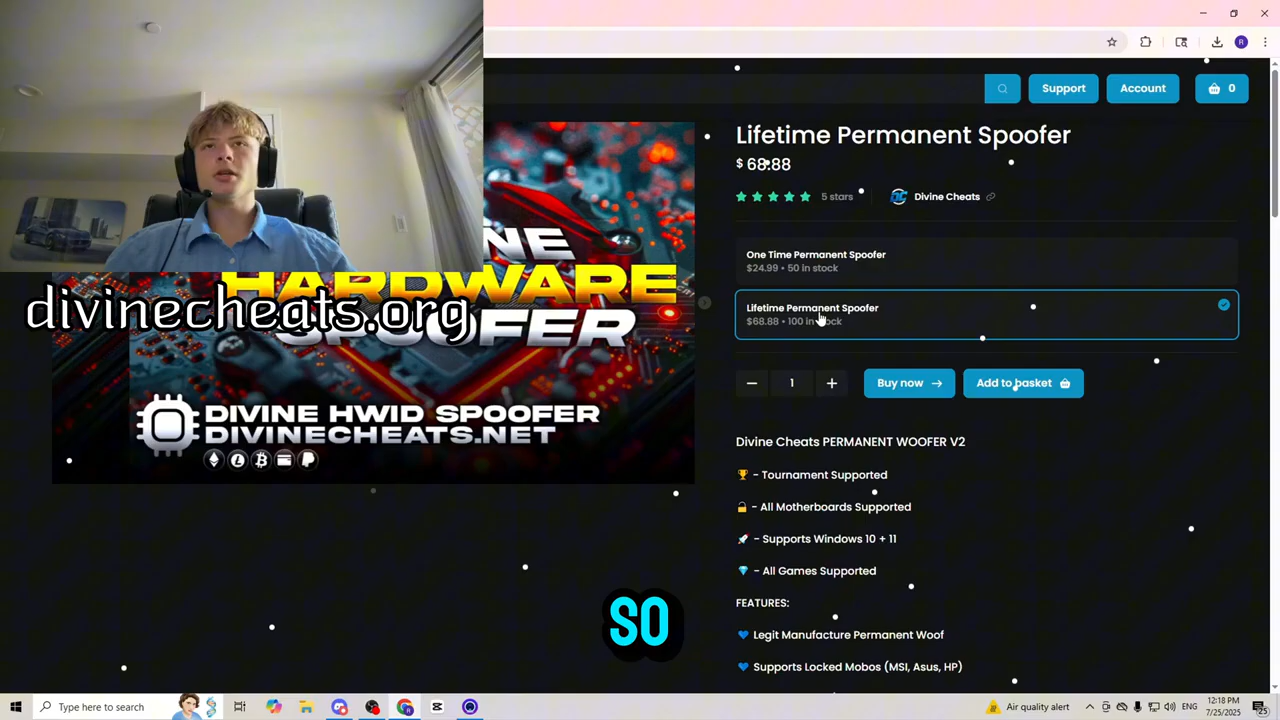 Support
Account
0
Lifetime Permanent Spoofer
$ 68.88
5 stars
Divine Cheats
One Time Permanent Spoofer
$24.99 • 50 in stock
Lifetime Permanent Spoofer
$68.88 • 100 in stock
1
Buy now
Add to basket
divinecheats.org
HARDWARE
SPOOFER
DIVINE HWID SPOOFER
DIVINECHEATS.NET
Divine Cheats PERMANENT WOOFER V2
- Tournament Supported
- All Motherboards Supported
- Supports Windows 10 + 11
- All Games Supported
FEATURES:
Legit Manufacture Permanent Woof
Supports Locked Mobos (MSI, Asus, HP)
SO
Type here to search
Air quality alert
ENG
12:18 PM
7/25/2025